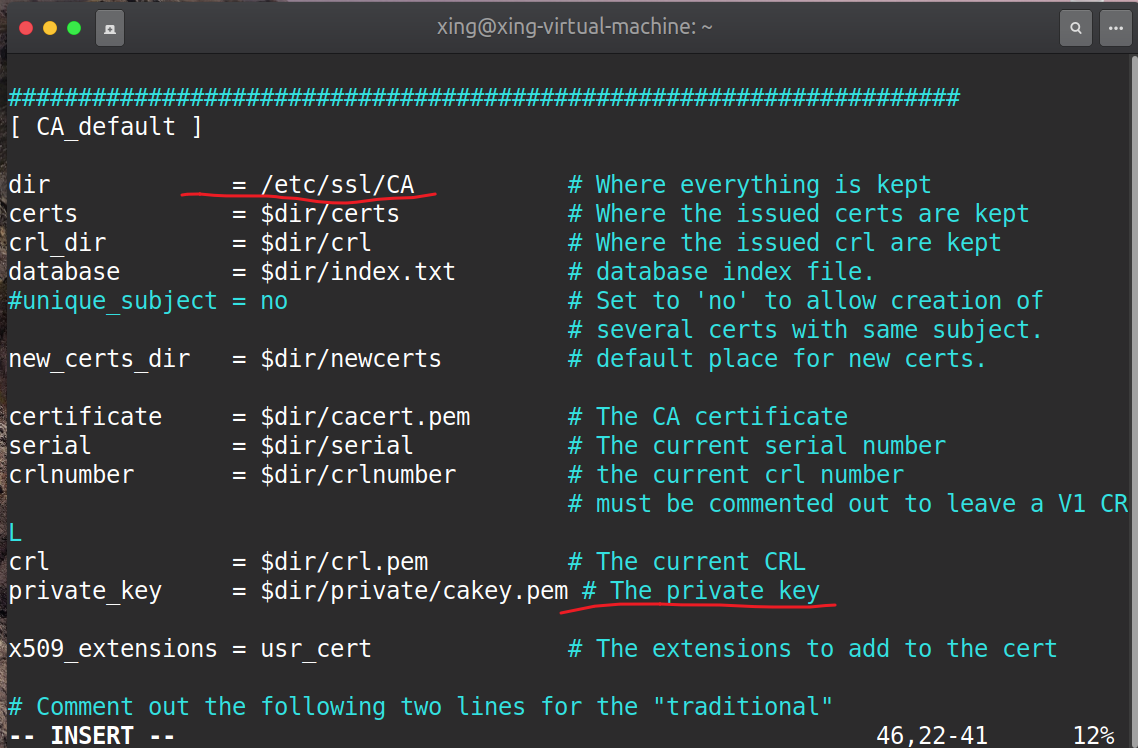 xing@xing-virtual-machine: ~
####################################################################
[ CA_default ]
dir = /etc/ssl/CA # Where everything is kept
certs = $dir/certs # Where the issued certs are kept
crl_dir = $dir/crl # Where the issued crl are kept
database = $dir/index.txt # database index file.
#unique_subject = no # Set to 'no' to allow creation of
# several certs with same subject.
new_certs_dir = $dir/newcerts # default place for new certs.
certificate = $dir/cacert.pem # The CA certificate
serial = $dir/serial # The current serial number
crlnumber = $dir/crlnumber # the current crl number
# must be commented out to leave a V1 CR
L
crl = $dir/crl.pem # The current CRL
private_key = $dir/private/cakey.pem # The private key
x509_extensions = usr_cert # The extensions to add to the cert
# Comment out the following two lines for the "traditional"
-- INSERT -- 46,22-41 12%